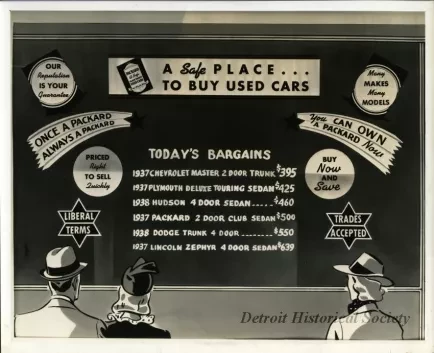 OUR
Reputation
IS YOUR
Guarantee
A Safe PLACE...
TO BUY USED CARS
Many
MAKES
Many
MODELS
ONCE A PACKARD
ALWAYS A PACKARD
You CAN OWN
A PACKARD Now
PRICED
Right
TO SELL
Quickly
BUY
Now
AND
Save
LIBERAL
TERMS
TRADES
ACCEPTED
TODAY'S BARGAINS
1937 CHEVROLET MASTER 2 DOOR TRUNK $395
1937 PLYMOUTH DELUXE TOURING SEDAN $425
1938 HUDSON 4 DOOR SEDAN ----- $460
1937 PACKARD 2 DOOR CLUB SEDAN $500
1938 DODGE TRUNK 4 DOOR -------- $550
1937 LINCOLN ZEPHYR 4 DOOR SEDAN $639
Detroit Historical Society